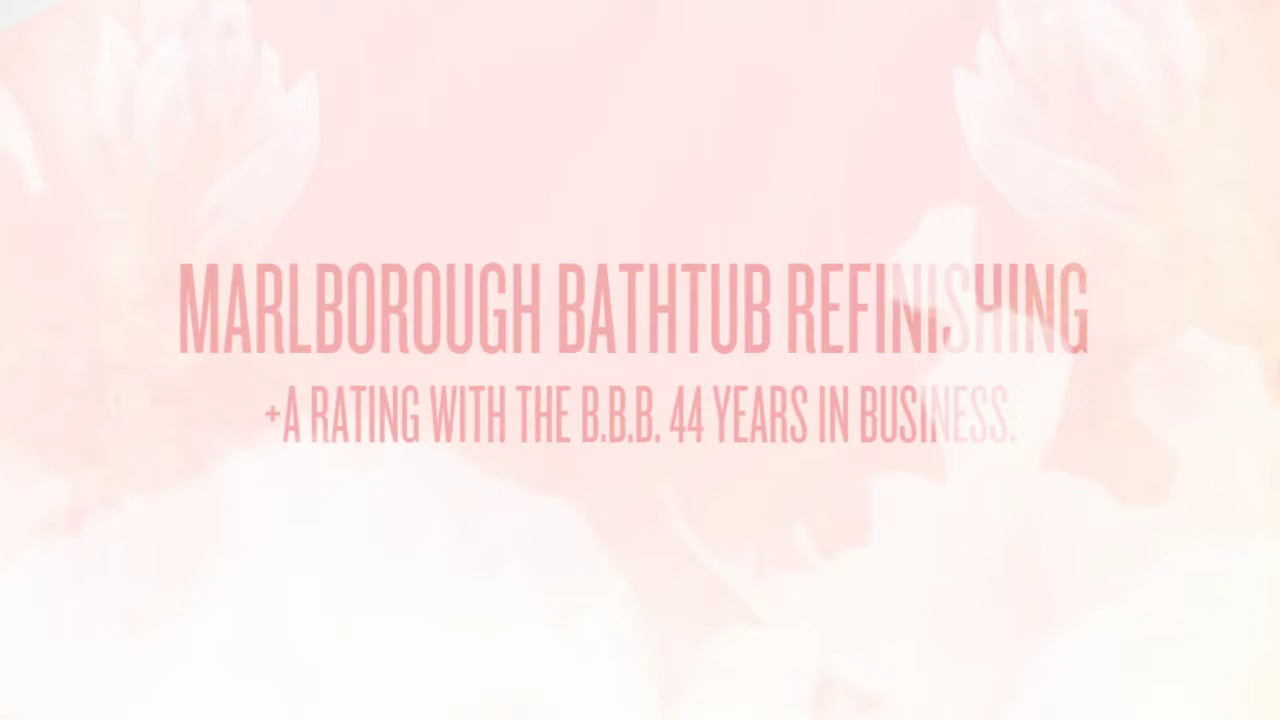 MARLBOROUGH BATHTUB REFINISHING
+A RATING WITH THE B.B.B. 44 YEARS IN BUSINESS.